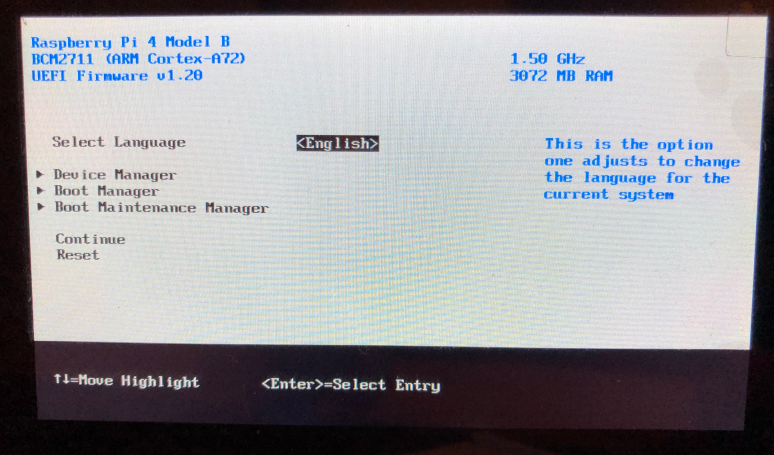 Raspberry Pi 4 Model B
BCM2711 (ARM Cortex-A72) 1.50 GHz
UEFI Firmware v1.20 3072 MB RAM
Select Language <English> This is the option
one adjusts to change
▶ Device Manager the language for the
▶ Boot Manager current system
▶ Boot Maintenance Manager
Continue
Reset
↑↓=Move Highlight <Enter>=Select Entry